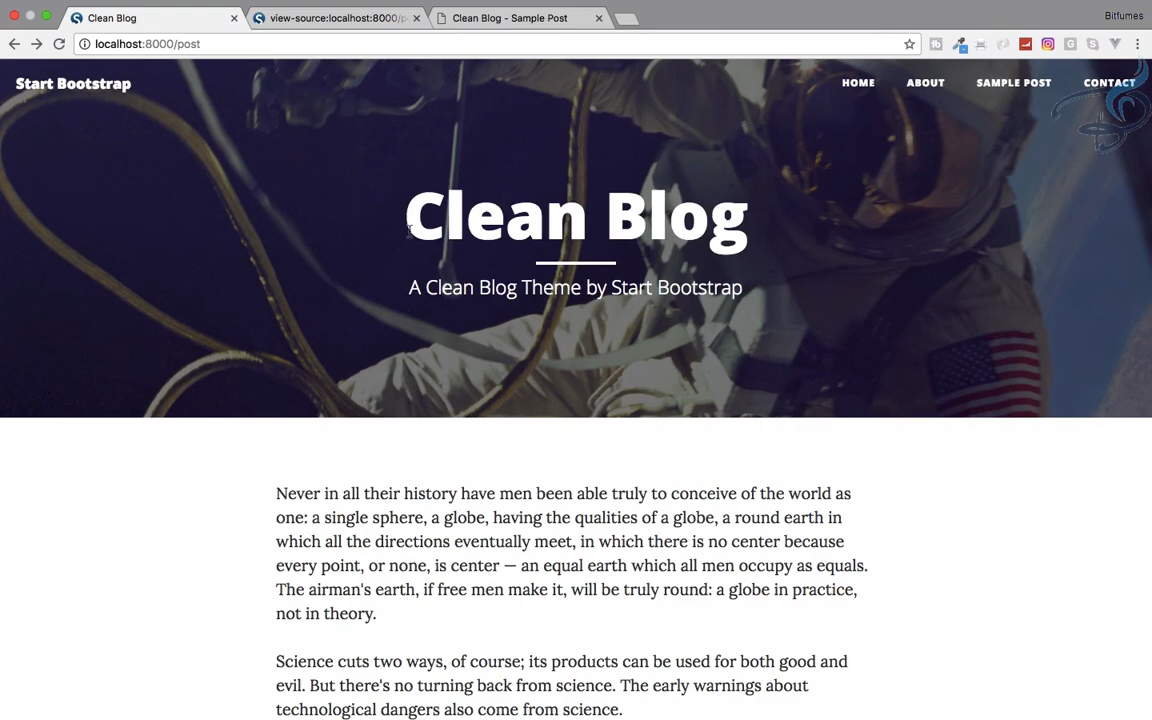 Clean Blog
view-source:localhost:8000/p
Clean Blog - Sample Post
Bitfumes
localhost:8000/post
Start Bootstrap
HOME
ABOUT
SAMPLE POST
CONTACT
Clean Blog
A Clean Blog Theme by Start Bootstrap
Never in all their history have men been able truly to conceive of the world as
one: a single sphere, a globe, having the qualities of a globe, a round earth in
which all the directions eventually meet, in which there is no center because
every point, or none, is center — an equal earth which all men occupy as equals.
The airman's earth, if free men make it, will be truly round: a globe in practice,
not in theory.
Science cuts two ways, of course; its products can be used for both good and
evil. But there's no turning back from science. The early warnings about
technological dangers also come from science.